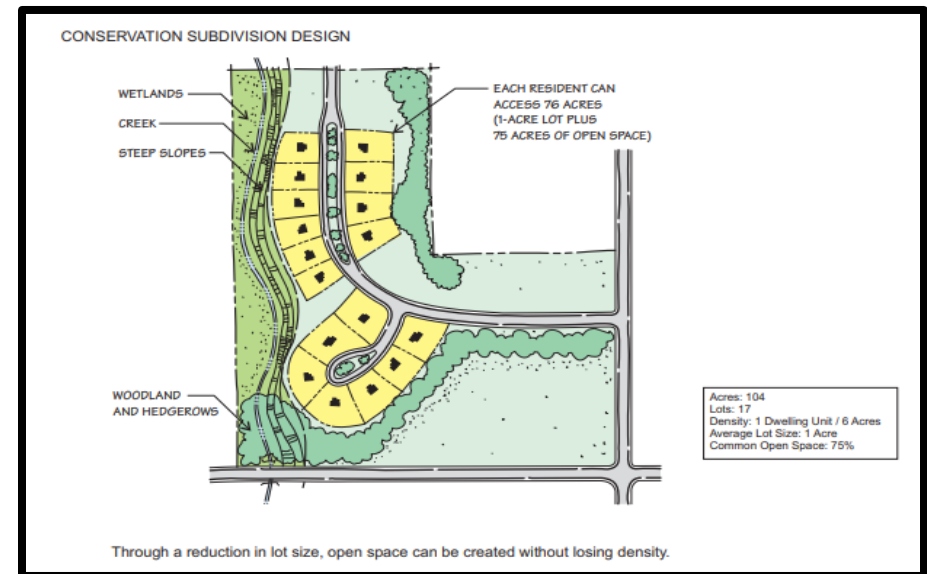 CONSERVATION SUBDIVISION DESIGN
WETLANDS
CREEK
STEEP SLOPES
EACH RESIDENT CAN
ACCESS 76 ACRES
(1-ACRE LOT PLUS
75 ACRES OF OPEN SPACE)
WOODLAND
AND HEDGEROWS
Acres: 104
Lots: 17
Density: 1 Dwelling Unit / 6 Acres
Average Lot Size: 1 Acre
Common Open Space: 75%
Through a reduction in lot size, open space can be created without losing density.